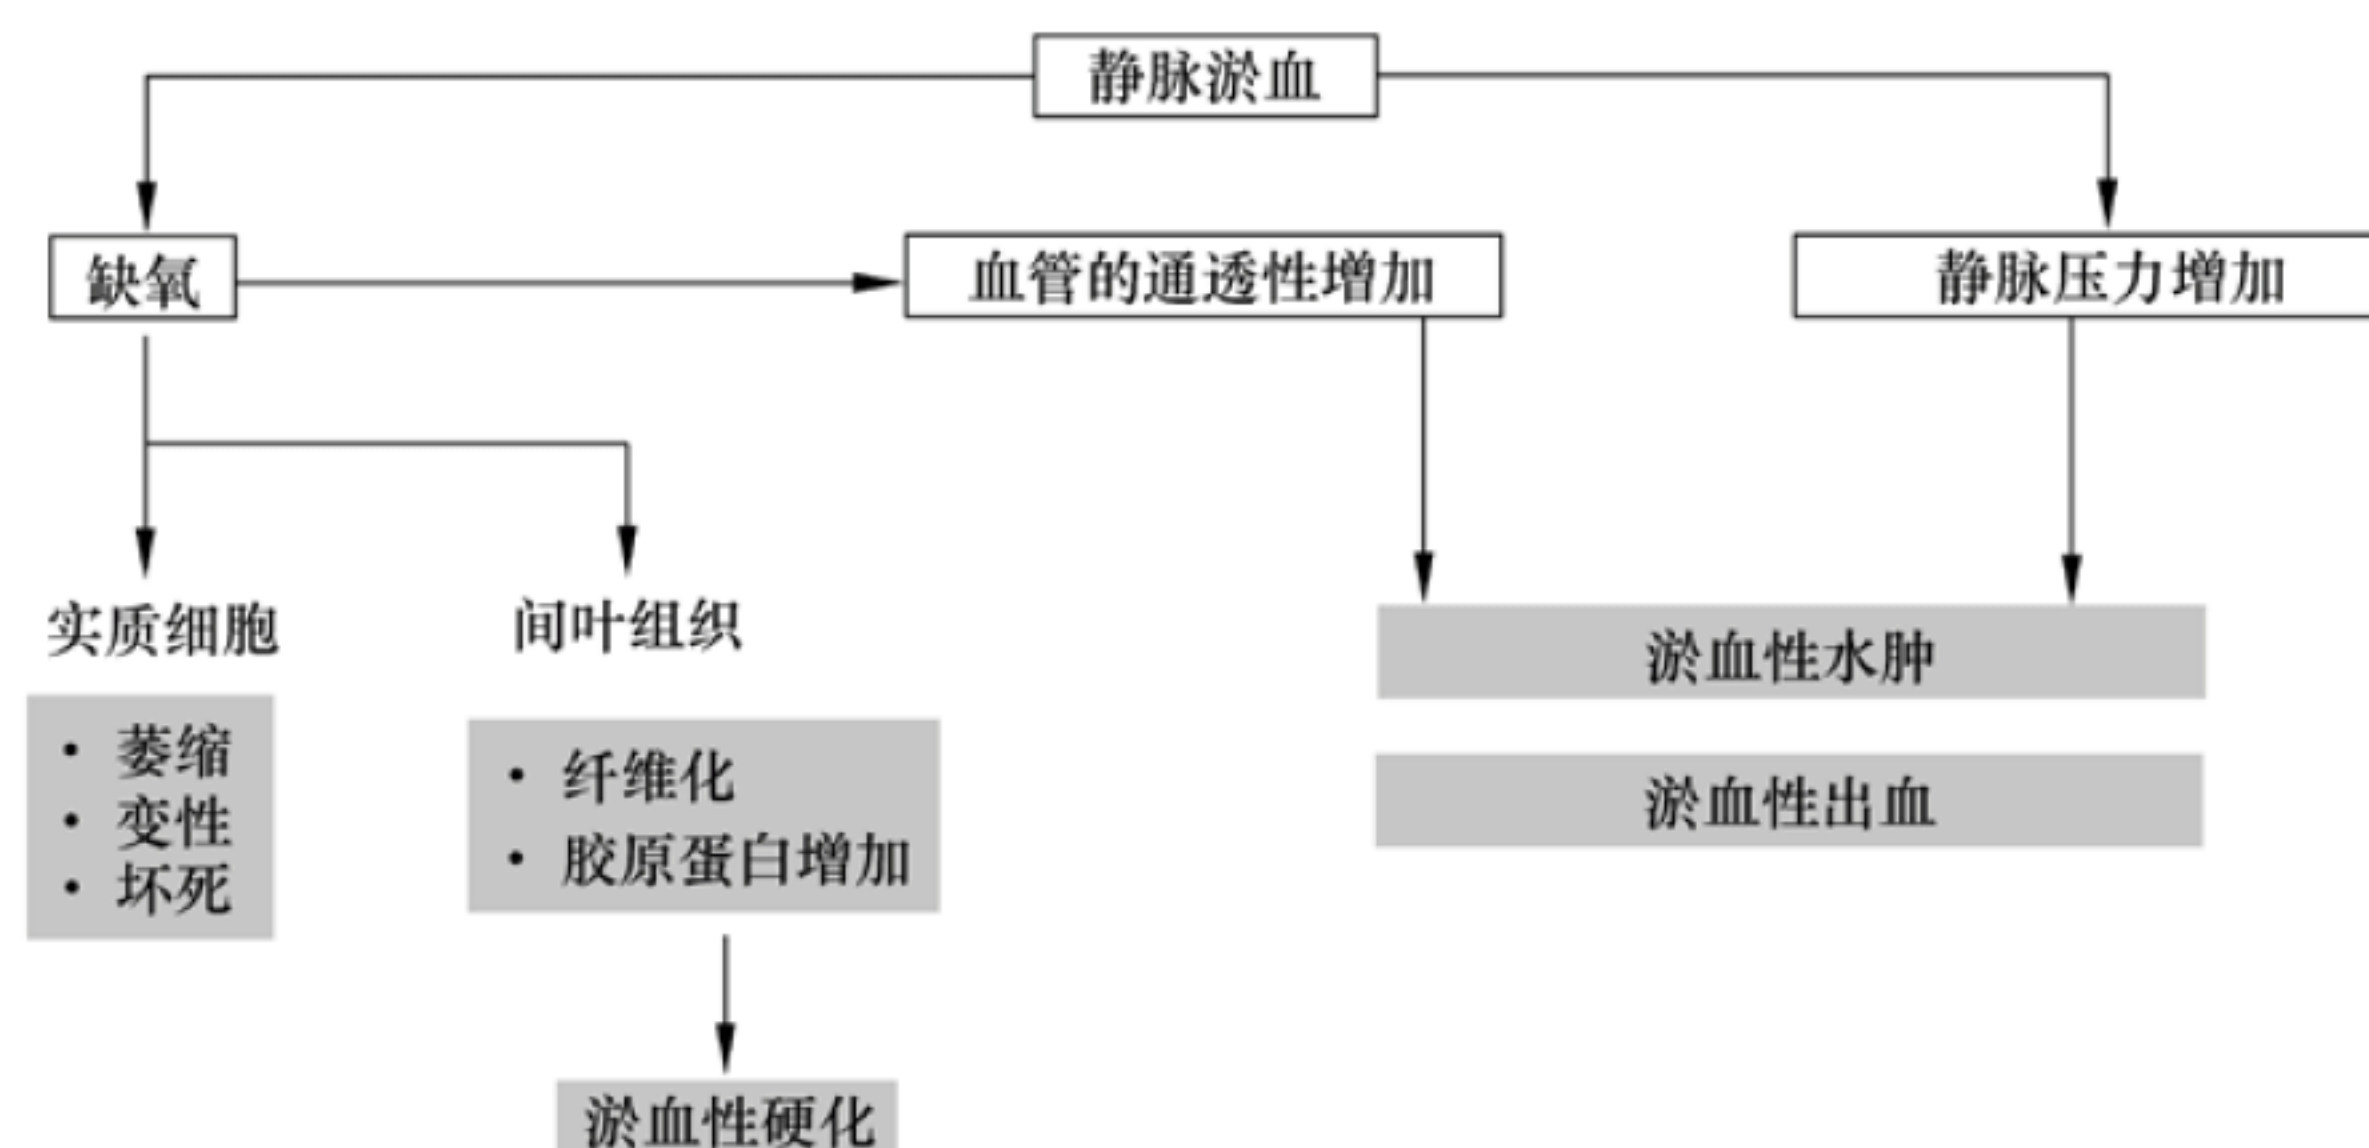 静脉淤血
缺氧
血管的通透性增加
静脉压力增加
实质细胞
间叶组织
• 萎缩
• 变性
• 坏死
• 纤维化
• 胶原蛋白增加
淤血性硬化
淤血性水肿
淤血性出血